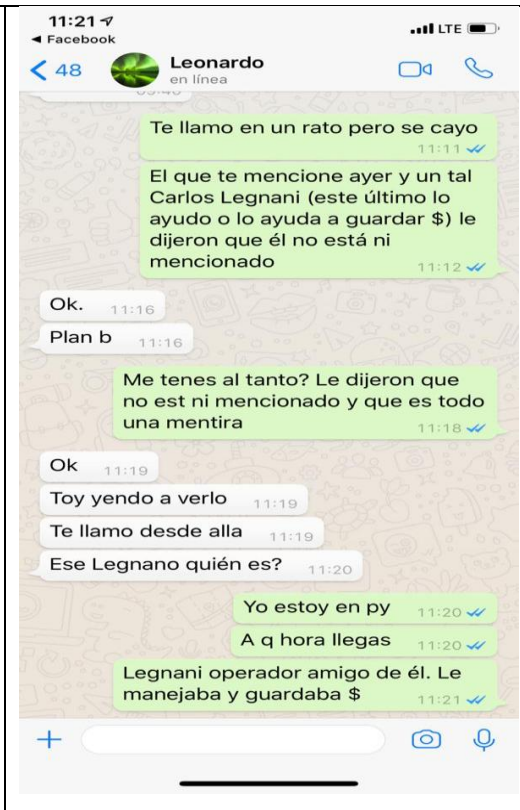 11:21
Facebook
LTE
48
Leonardo
en línea
Te llamo en un rato pero se cayo
11:11
El que te mencione ayer y un tal
Carlos Legnani (este último lo
ayudo o lo ayuda a guardar $) le
dijeron que él no está ni
mencionado
11:12
Ok. 11:16
Plan b 11:16
Me tenes al tanto? Le dijeron que
no est ni mencionado y que es todo
una mentira
11:18
Ok 11:19
Toy yendo a verlo 11:19
Te llamo desde alla 11:19
Ese Legnano quién es? 11:20
Yo estoy en py 11:20
A q hora llegas 11:20
Legnani operador amigo de él. Le
manejaba y guardaba $ 11:21